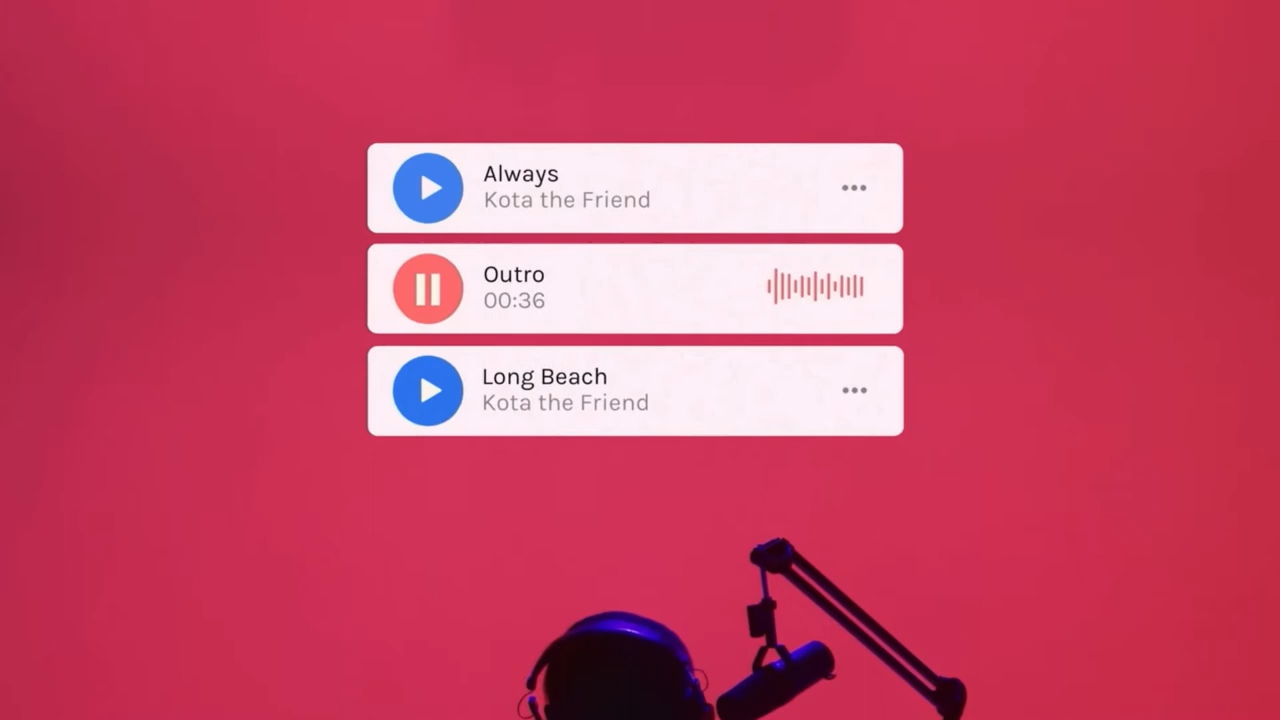 Always
Kota the Friend
Outro
00:36
Long Beach
Kota the Friend